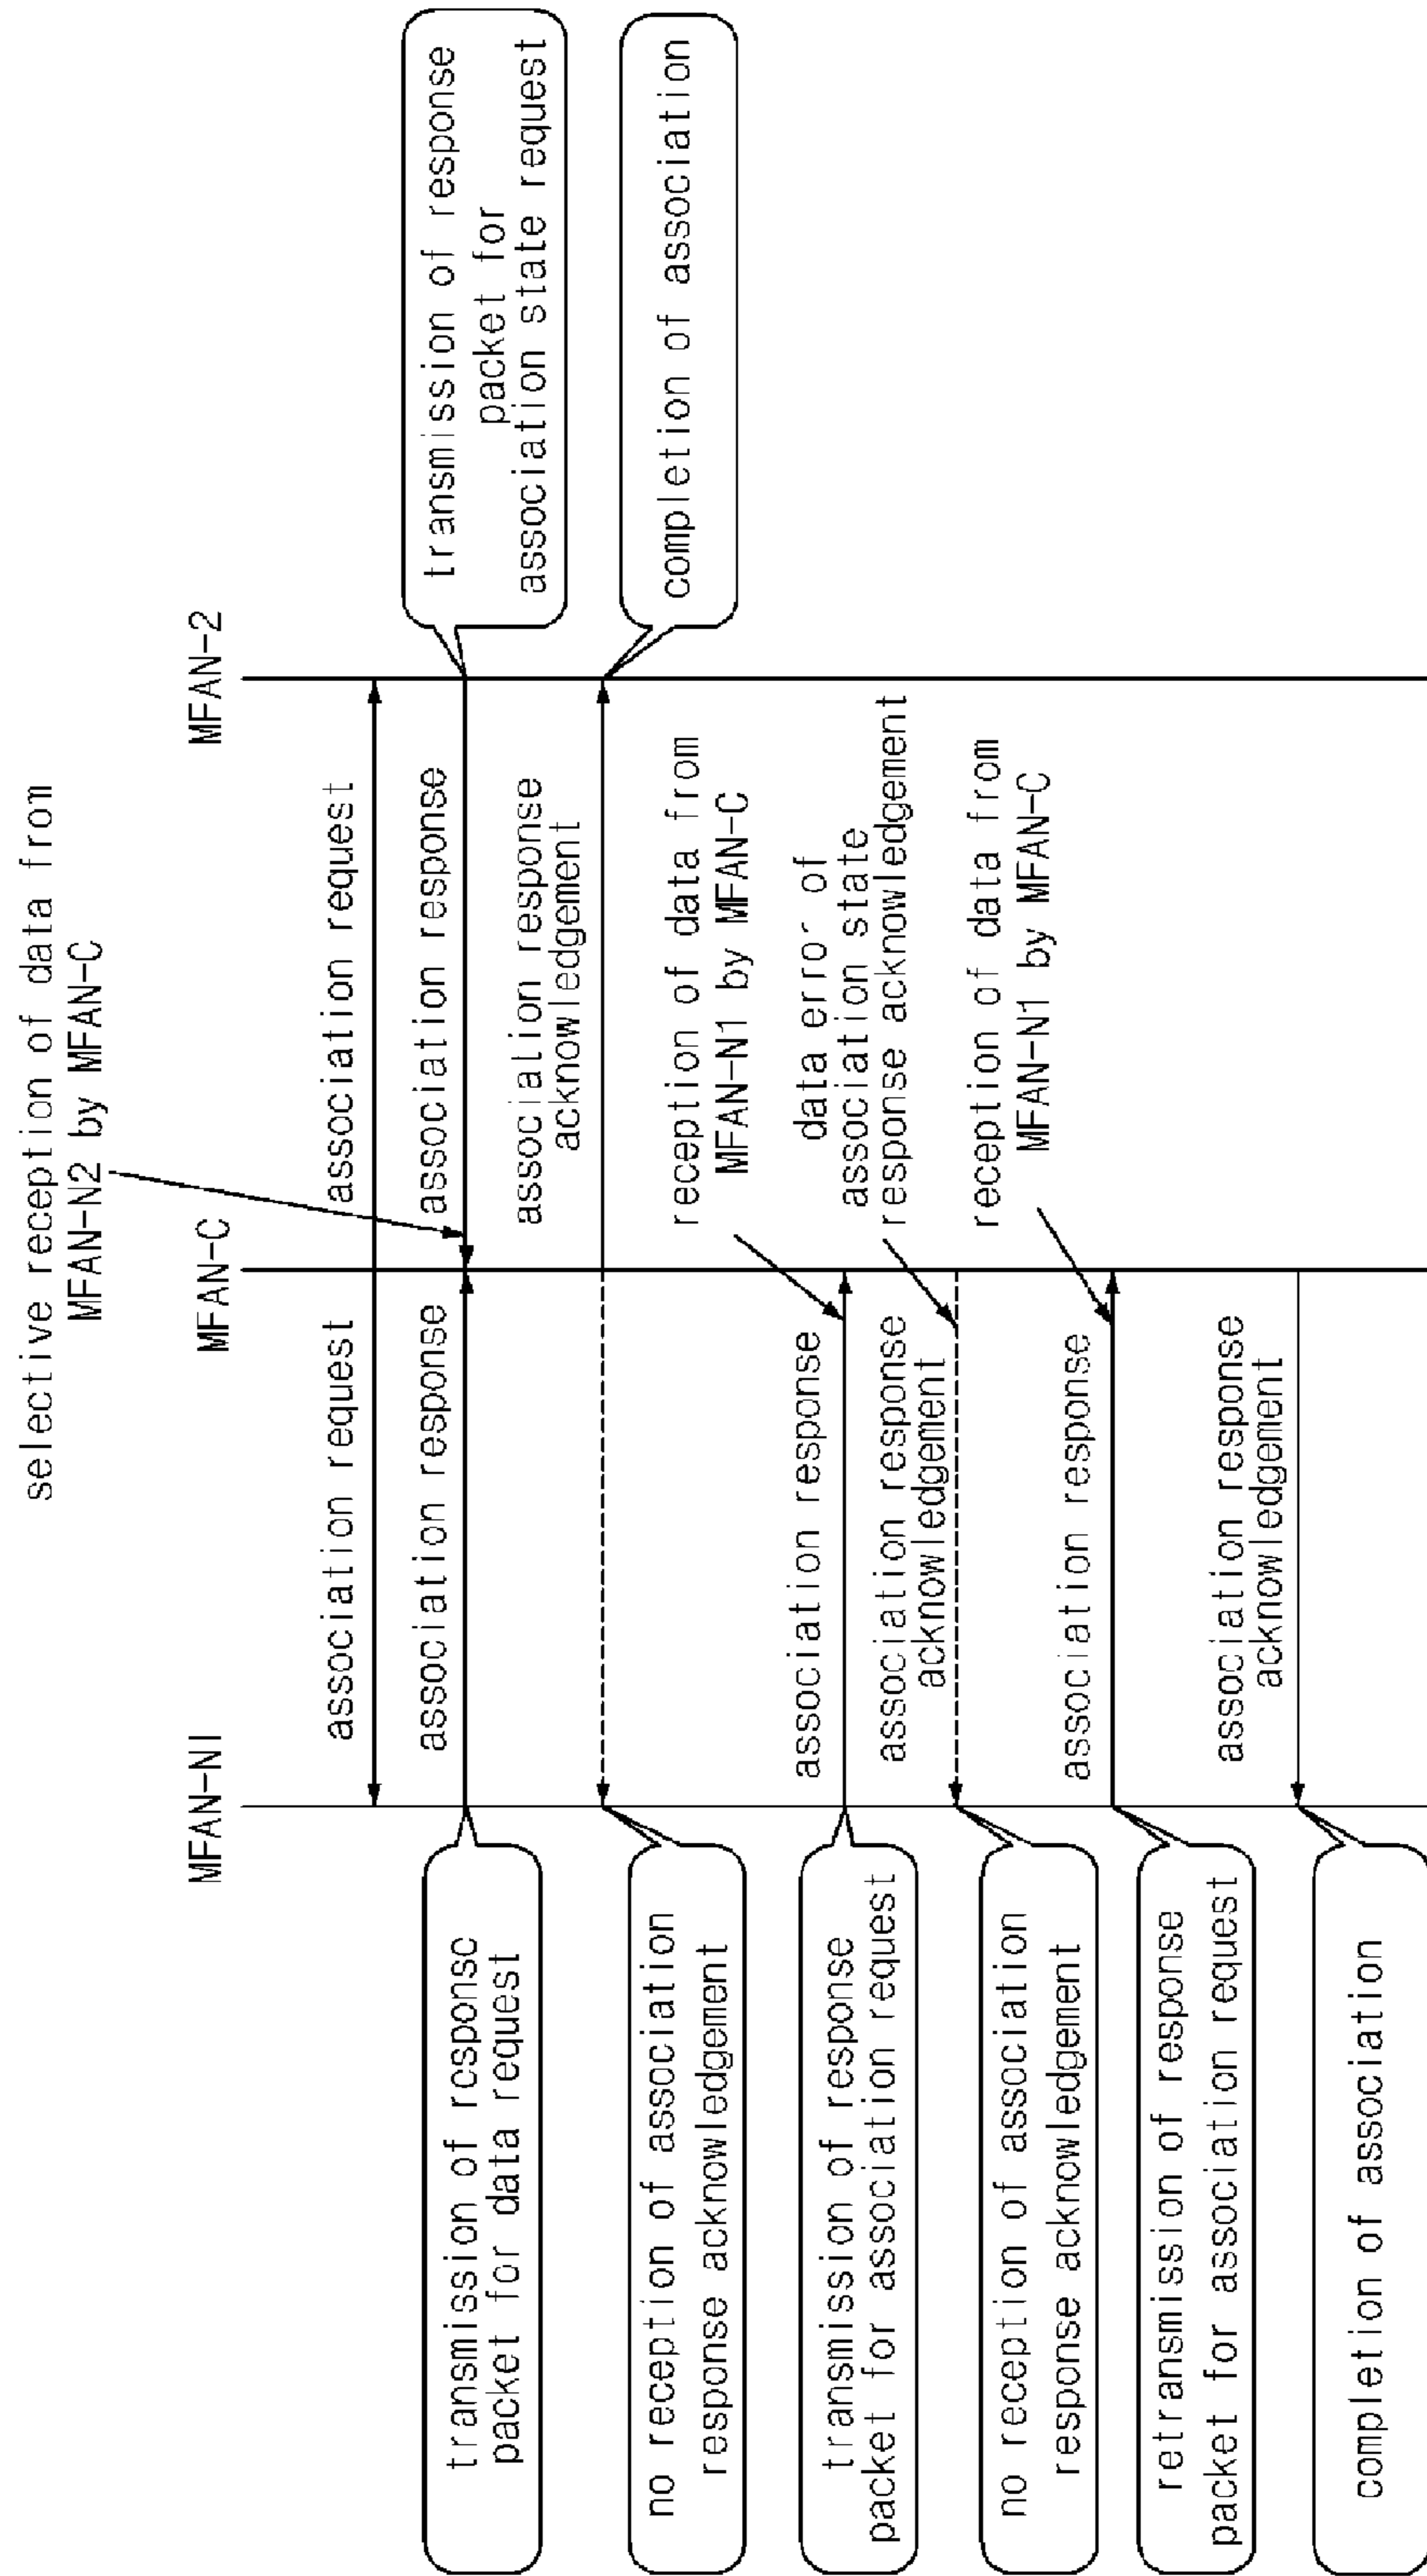 selective reception of data from
MFAN-N2 by MFAN-C
MFAN-NI
MFAN-C
MFAN-2
association request
association request
transmission of responsc
packet for data request
association response
association response
transmission of response
packet for
association state request
no reception of association
response acknowledgement
association response
acknowledgement
completion of association
reception of data from
MFAN-N1 by MFAN-C
transmission of response
packet for association request
association response
data error of
association state
response acknowledgement
no reception of association
response acknowledgement
association response
acknowledgement
reception of data from
MFAN-N1 by MFAN-C
retransmission of response
packet for association request
association response
association response
acknowledgement
completion of association